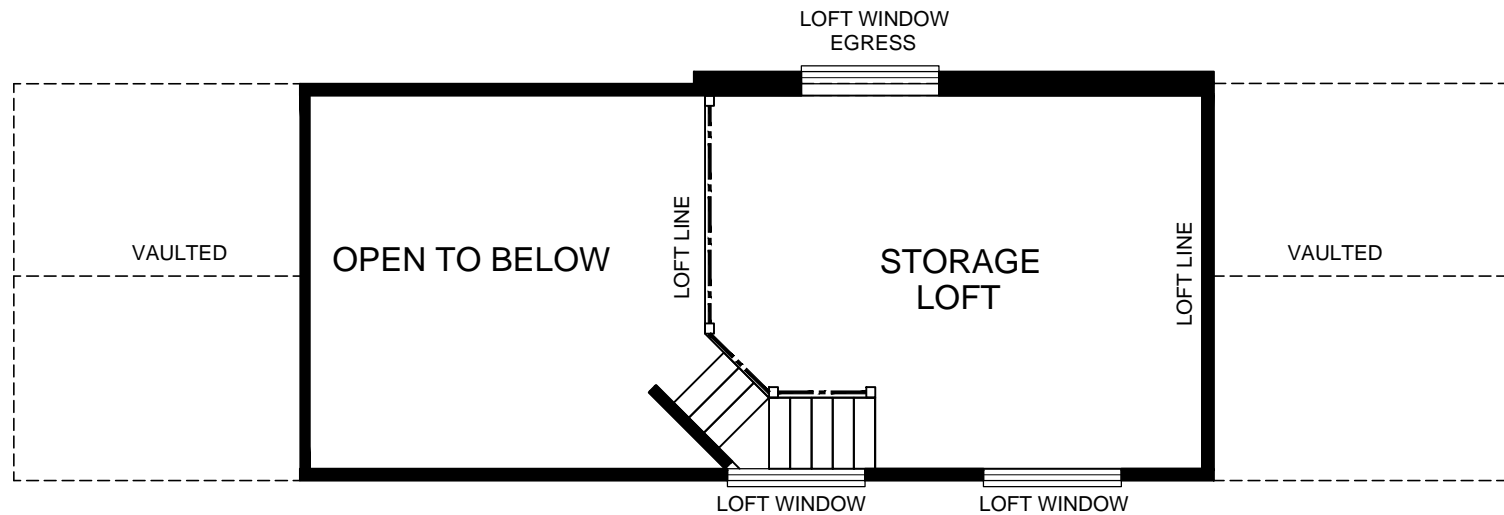 LOFT WINDOW
EGRESS
VAULTED
OPEN TO BELOW
LOFT LINE
STORAGE
LOFT
LOFT LINE
VAULTED
LOFT WINDOW
LOFT WINDOW